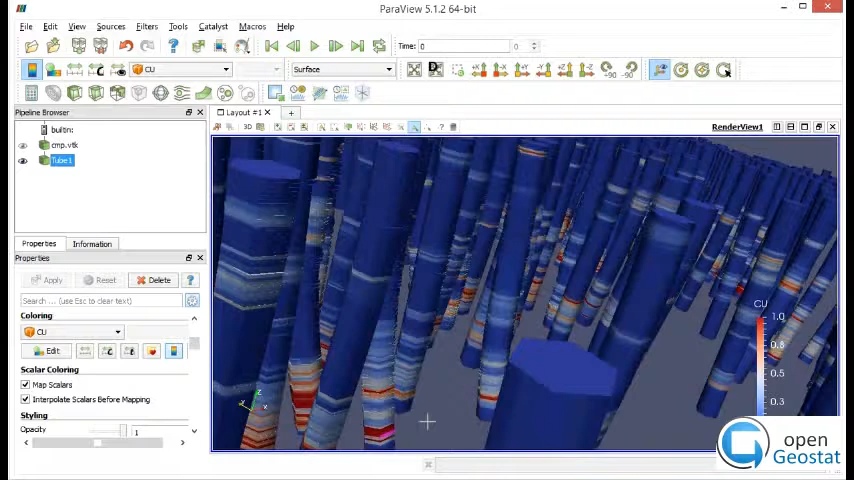 ParaView 5.1.2 64-bit
File Edit View Sources Filters Tools Catalyst Macros Help
Time: 0 0
CU Surface
Pipeline Browser Layout #1
builtin:
cmp.vtk
Tube1
3D RenderView1
Properties Information
Properties
Apply Reset Delete
Search ... (use Esc to clear text)
Coloring
CU
Edit
Scalar Coloring
Map Scalars
Interpolate Scalars Before Mapping
Styling
Opacity 1
CU
1.0
0.8
0.5
0.3
open
Geostat